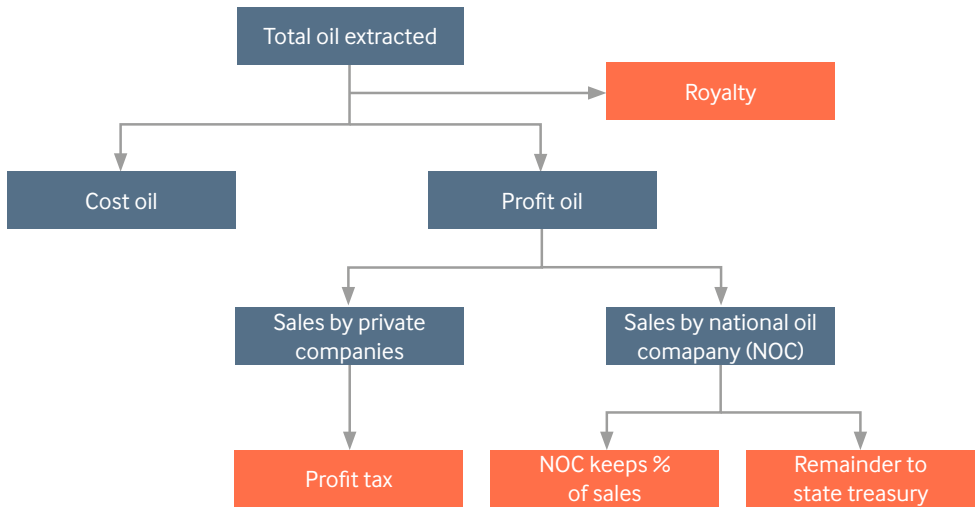 Total oil extracted
Royalty
Cost oil
Profit oil
Sales by private
companies
Sales by national oil
comapany (NOC)
Profit tax
NOC keeps %
of sales
Remainder to
state treasury